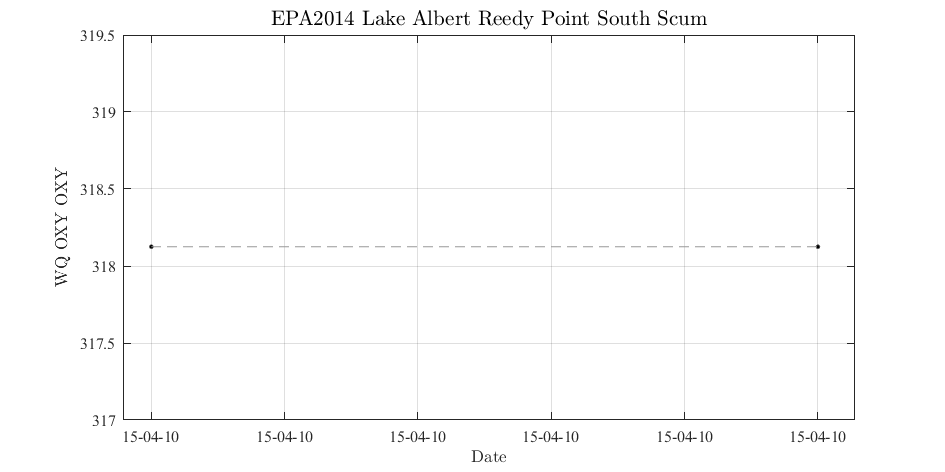 EPA2014 Lake Albert Reedy Point South Scum
319.5
319
318.5
318
317.5
317
WQ OXY OXY
15-04-10 15-04-10 15-04-10 15-04-10 15-04-10 15-04-10
Date